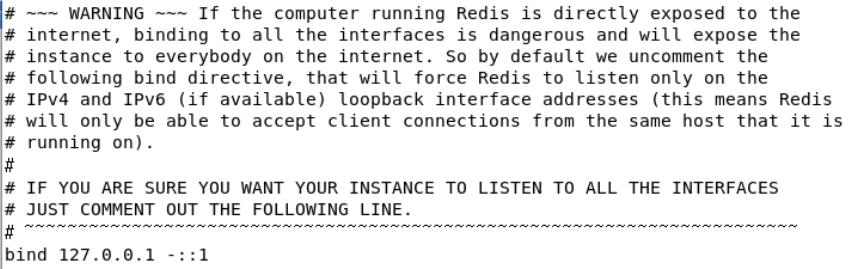 # ~~~ WARNING ~~~ If the computer running Redis is directly exposed to the
# internet, binding to all the interfaces is dangerous and will expose the
# instance to everybody on the internet. So by default we uncomment the
# following bind directive, that will force Redis to listen only on the
# IPv4 and IPv6 (if available) loopback interface addresses (this means Redis
# will only be able to accept client connections from the same host that it is
# running on).
#
# IF YOU ARE SURE YOU WANT YOUR INSTANCE TO LISTEN TO ALL THE INTERFACES
# JUST COMMENT OUT THE FOLLOWING LINE.
# ~~~~~~~~~~~~~~~~~~~~~~~~~~~~~~~~~~~~~~~~~~~~~~~~~~~~~~~~~~~~~~~~~~~~~~~~
bind 127.0.0.1 -::1